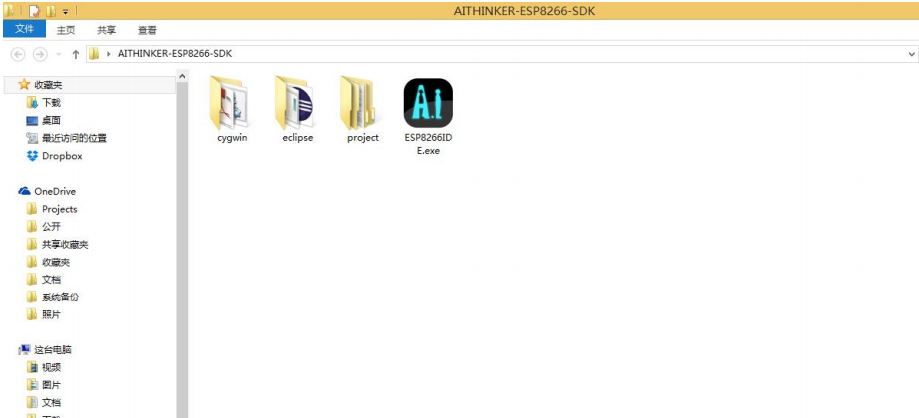 AITHINKER-ESP8266-SDK
文件 主页 共享 查看
AITHINKER-ESP8266-SDK
收藏夹
下载
桌面
最近访问的位置
Dropbox
OneDrive
Projects
公开
共享收藏夹
收藏夹
文档
系统备份
照片
这台电脑
视频
图片
文档
cygwin
eclipse
project
A.i
ESP8266ID
E.exe